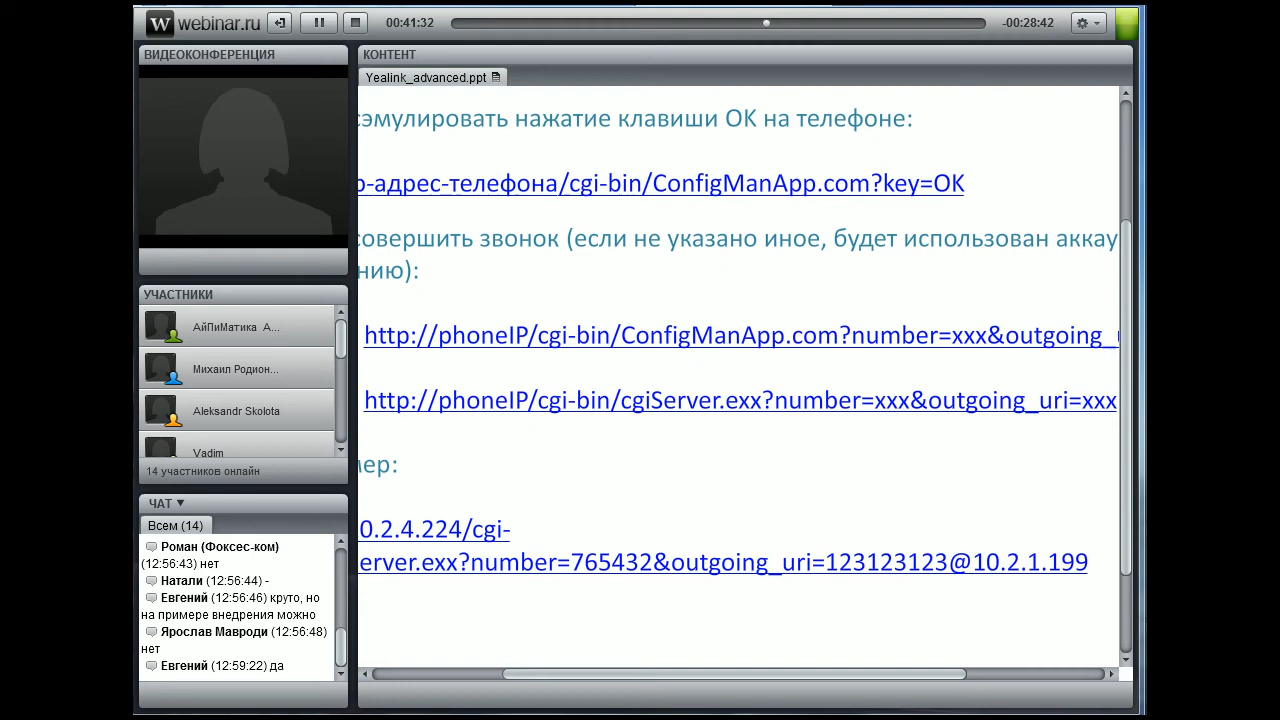 webinar.ru
00:41:32
-00:28:42
ВИДЕОКОНФЕРЕНЦИЯ
УЧАСТНИКИ
АйПиМатика А...
Михаил Родион...
Aleksandr Skolota
Vadim
14 участников онлайн
ЧАТ
Всем (14)
Роман (Фоксес-ком)
(12:56:43) нет
Натали (12:56:44) -
Евгений (12:56:46) круто, но
на примере внедрения можно
Ярослав Мавроди (12:56:48)
нет
Евгений (12:59:22) да
КОНТЕНТ
Yealink_advanced.ppt
сэмулировать нажатие клавиши OK на телефоне:
р-адрес-телефона/cgi-bin/ConfigManApp.com?key=OK
совершить звонок (если не указано иное, будет использован аккау
нию):
http://phoneIP/cgi-bin/ConfigManApp.com?number=xxx&outgoing_u
http://phoneIP/cgi-bin/cgiServer.exx?number=xxx&outgoing_uri=xxx
мер:
0.2.4.224/cgi-
erver.exx?number=765432&outgoing_uri=123123123@10.2.1.199